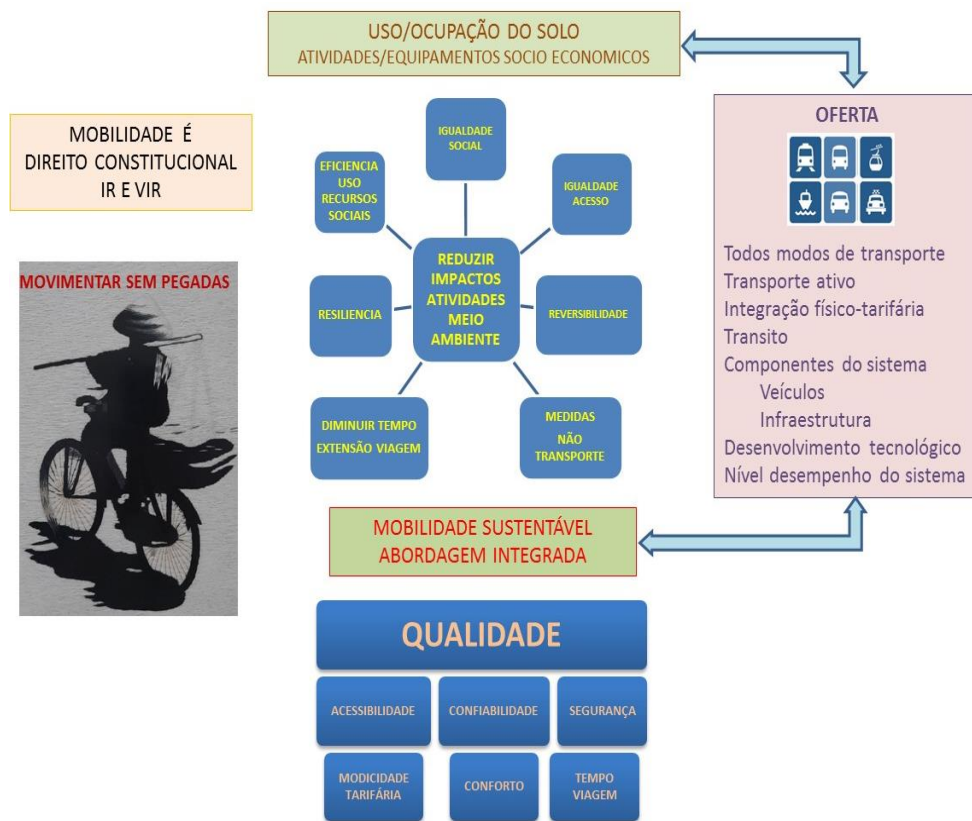 USO/OCUPAÇÃO DO SOLO
ATIVIDADES/EQUIPAMENTOS SOCIO ECONOMICOS
MOBILIDADE É
DIREITO CONSTITUCIONAL
IR E VIR
MOVIMENTAR SEM PEGADAS
IGUALDADE
SOCIAL
EFICIENCIA
USO
RECURSOS
SOCIAIS
IGUALDADE
ACESSO
REDUZIR
IMPACTOS
ATIVIDADES
MEIO
AMBIENTE
RESILIENCIA
REVERSIBILIDADE
DIMINUIR TEMPO
EXTENSÃO VIAGEM
MEDIDAS
NÃO
TRANSPORTE
OFERTA
Todos modos de transporte
Transporte ativo
Integração físico-tarifária
Transito
Componentes do sistema
Veículos
Infraestrutura
Desenvolvimento tecnológico
Nível desempenho do sistema
MOBILIDADE SUSTENTÁVEL
ABORDAGEM INTEGRADA
QUALIDADE
ACESSIBILIDADE
CONFIABILIDADE
SEGURANÇA
MODICIDADE
TARIFÁRIA
CONFORTO
TEMPO
VIAGEM